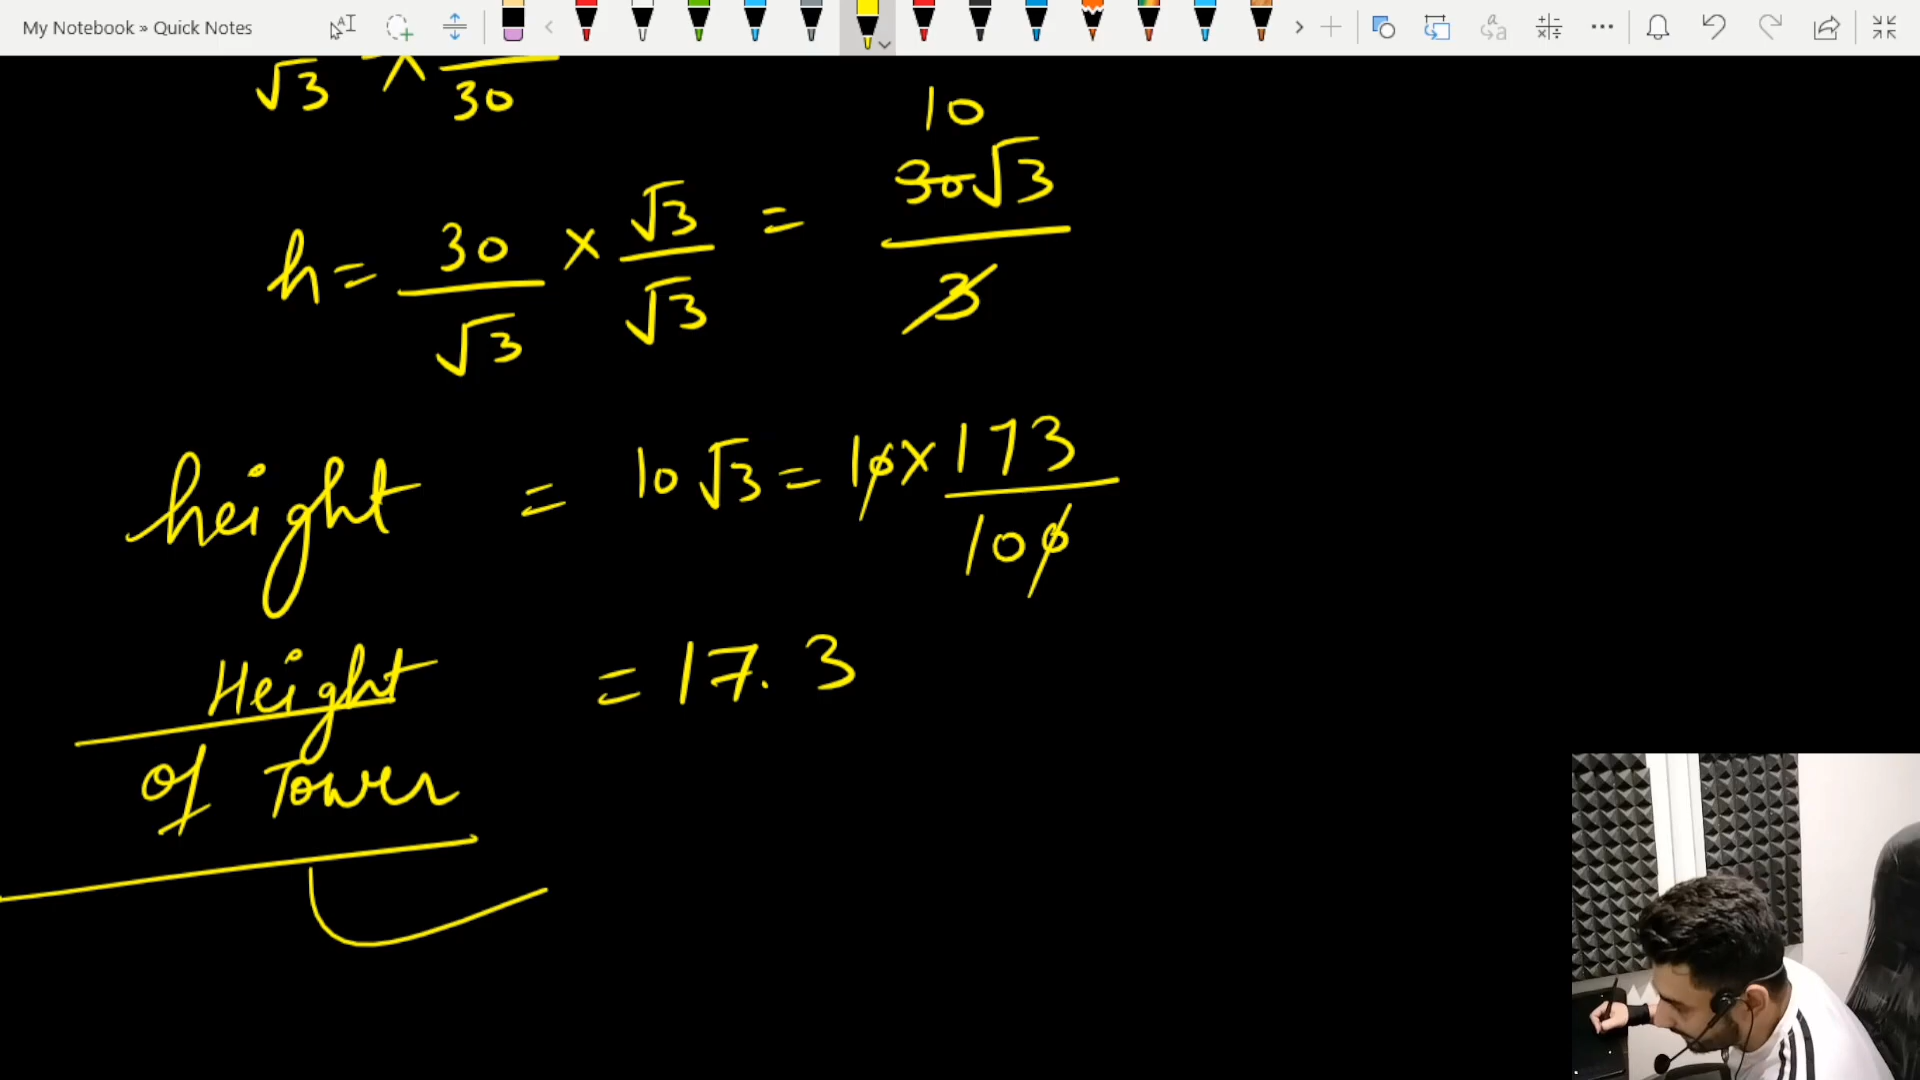 My Notebook » Quick Notes
√3 × 30
10
h = 30/√3 × √3/√3 = 30√3/3
height = 10√3 = 10 × 173/100
Height = 17.3
of Tower